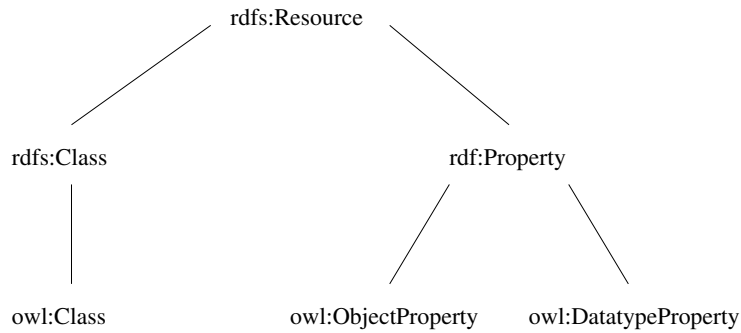 rdfs:Resource
rdfs:Class
rdf:Property
owl:Class
owl:ObjectProperty
owl:DatatypeProperty